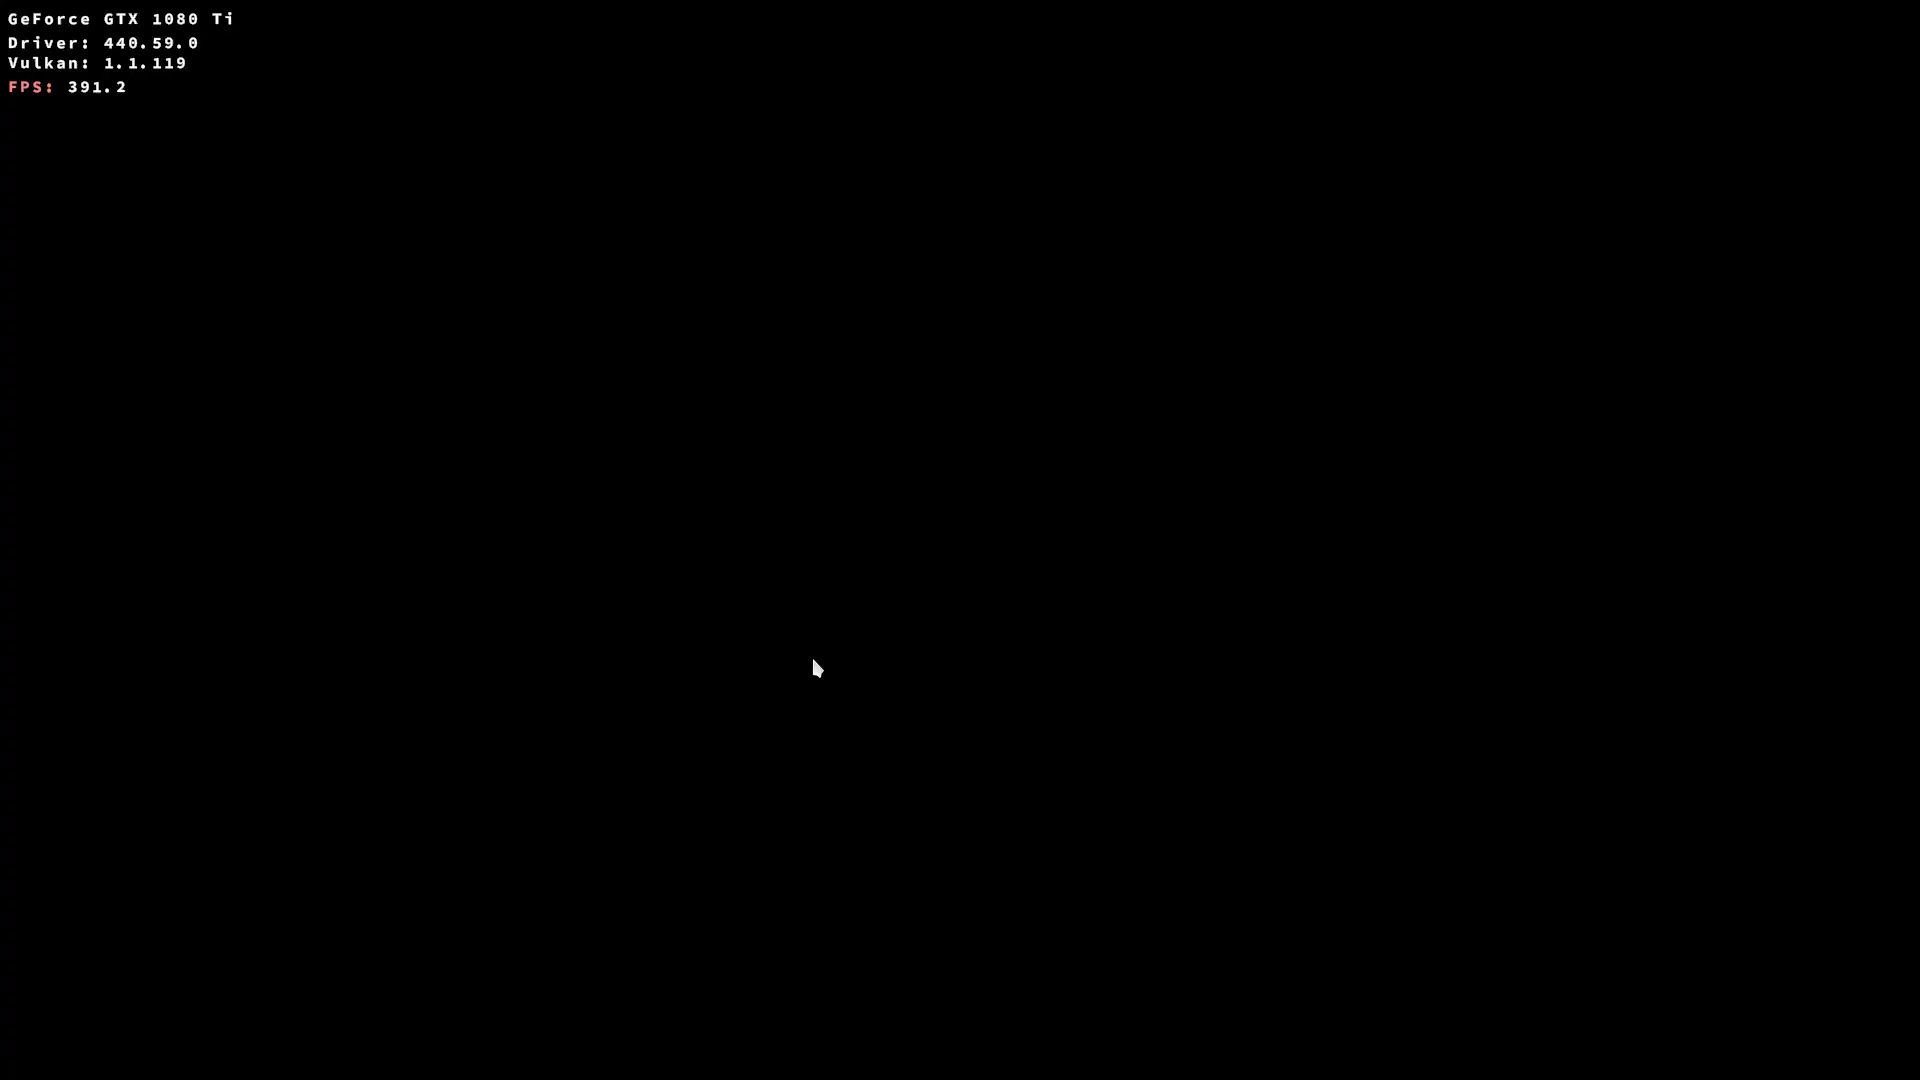 GeForce GTX 1080 Ti
Driver: 440.59.0
Vulkan: 1.1.119
FPS: 391.2